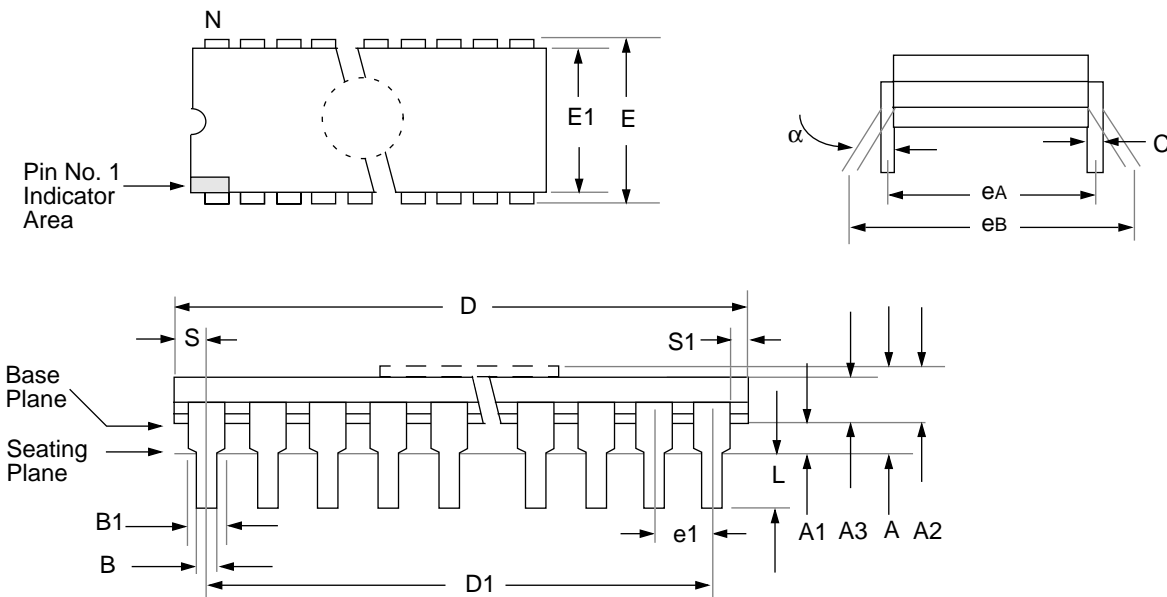 N
E1
E
Pin No. 1
Indicator
Area
α
C
eA
eB
D
S
S1
Base
Plane
Seating
Plane
L
B1
e1
A1
A3
A
A2
B
D1